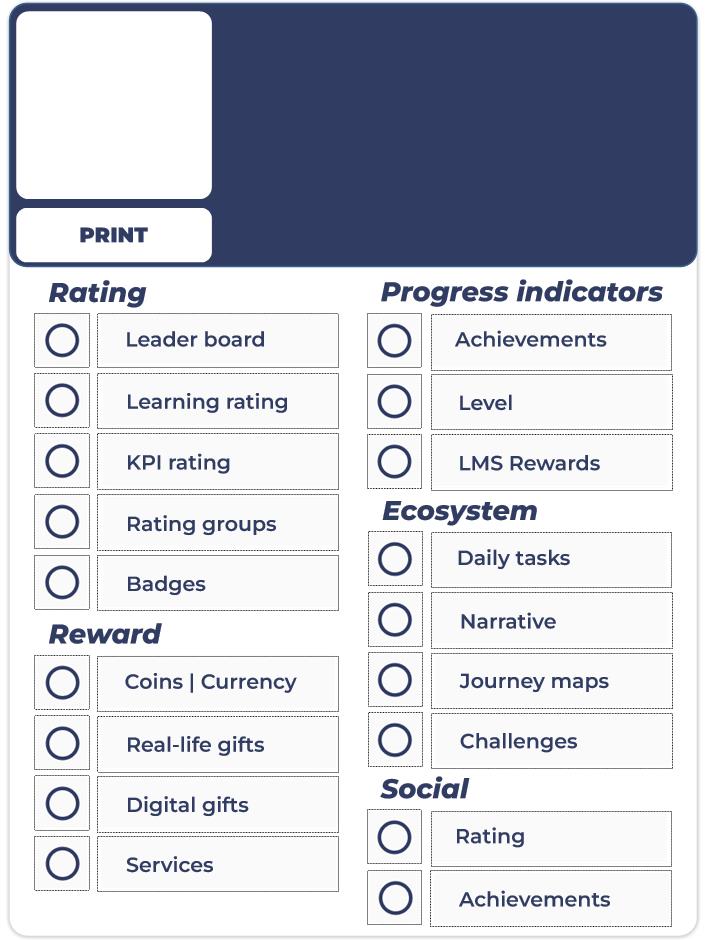 PRINT
Rating
Leader board
Learning rating
KPI rating
Rating groups
Badges
Reward
Coins | Currency
Real-life gifts
Digital gifts
Services
Progress indicators
Achievements
Level
LMS Rewards
Ecosystem
Daily tasks
Narrative
Journey maps
Challenges
Social
Rating
Achievements